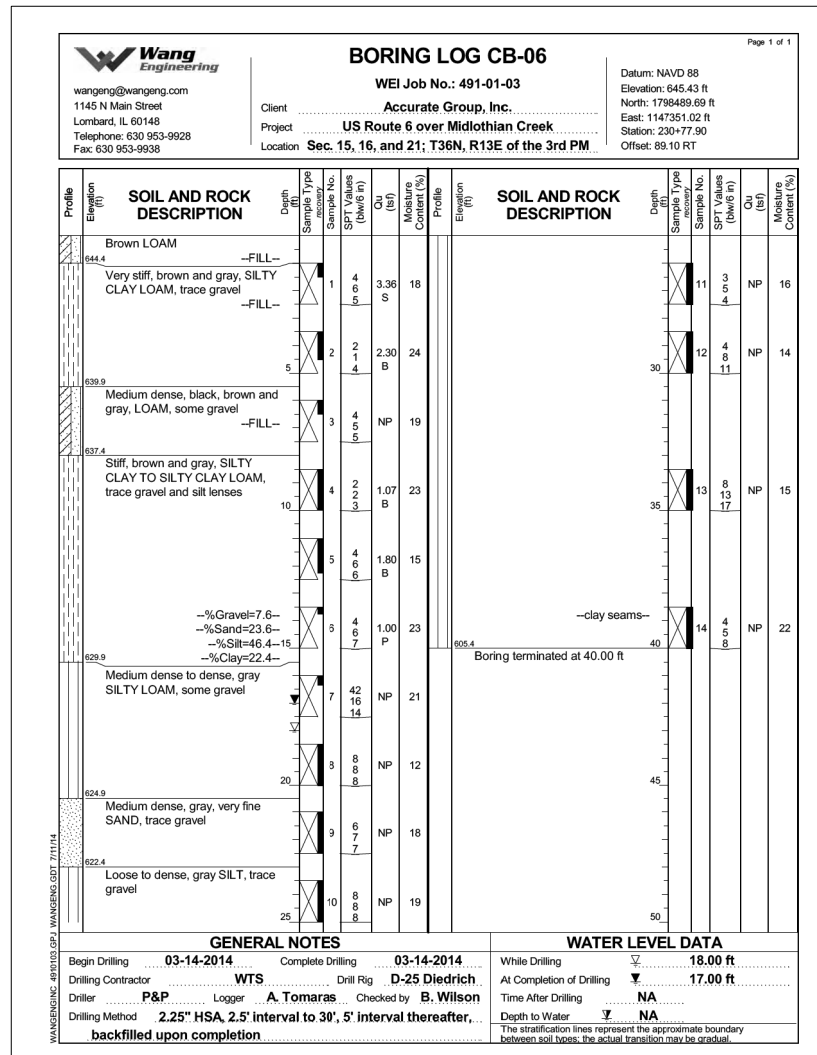 Page 1 of 1
Wang
Engineering
wangeng@wangeng.com
1145 N Main Street
Lombard, IL 60148
Telephone: 630 953-9928
Fax: 630 953-9938
BORING LOG CB-06
WEI Job No.: 491-01-03
Client Accurate Group, Inc.
Project US Route 6 over Midlothian Creek
Location Sec. 15, 16, and 21; T36N, R13E of the 3rd PM
Datum: NAVD 88
Elevation: 645.43 ft
North: 1798489.69 ft
East: 1147351.02 ft
Station: 230+77.90
Offset: 89.10 RT
Profile
Elevation (ft)
SOIL AND ROCK DESCRIPTION
Depth (ft)
Sample Type
recovery
Sample No.
SPT Values (blw/6 in)
Qu (tsf)
Moisture Content (%)
Brown LOAM
--FILL--
644.4
Very stiff, brown and gray, SILTY
CLAY LOAM, trace gravel
--FILL--
1
4
6
5
3.36
S
18
2
2
1
4
2.30
B
24
5
639.9
Medium dense, black, brown and
gray, LOAM, some gravel
--FILL--
3
4
5
5
NP
19
637.4
Stiff, brown and gray, SILTY
CLAY TO SILTY CLAY LOAM,
trace gravel and silt lenses
4
2
2
3
1.07
B
23
10
5
4
6
6
1.80
B
15
--%Gravel=7.6--
--%Sand=23.6--
--%Silt=46.4--
15
--%Clay=22.4--
6
4
6
7
1.00
P
23
629.9
Medium dense to dense, gray
SILTY LOAM, some gravel
7
42
16
14
NP
21
8
8
8
8
NP
12
20
624.9
Medium dense, gray, very fine
SAND, trace gravel
9
6
7
7
NP
18
622.4
Loose to dense, gray SILT, trace
gravel
10
8
8
8
NP
19
25
Profile
Elevation (ft)
SOIL AND ROCK DESCRIPTION
Depth (ft)
Sample Type
recovery
Sample No.
SPT Values (blw/6 in)
Qu (tsf)
Moisture Content (%)
11
3
5
4
NP
16
12
4
8
11
NP
14
30
13
8
13
17
NP
15
35
--clay seams--
14
4
5
8
NP
22
40
605.4
Boring terminated at 40.00 ft
45
50
GENERAL NOTES
Begin Drilling 03-14-2014 Complete Drilling 03-14-2014
Drilling Contractor WTS Drill Rig D-25 Diedrich
Driller P&P Logger A. Tomaras Checked by B. Wilson
Drilling Method 2.25" HSA, 2.5' interval to 30', 5' interval thereafter,
backfilled upon completion
WATER LEVEL DATA
While Drilling 18.00 ft
At Completion of Drilling 17.00 ft
Time After Drilling NA
Depth to Water NA
The stratification lines represent the approximate boundary
between soil types; the actual transition may be gradual.
WANGENGINC 4910103.GPJ WANGENG.GDT 7/11/14